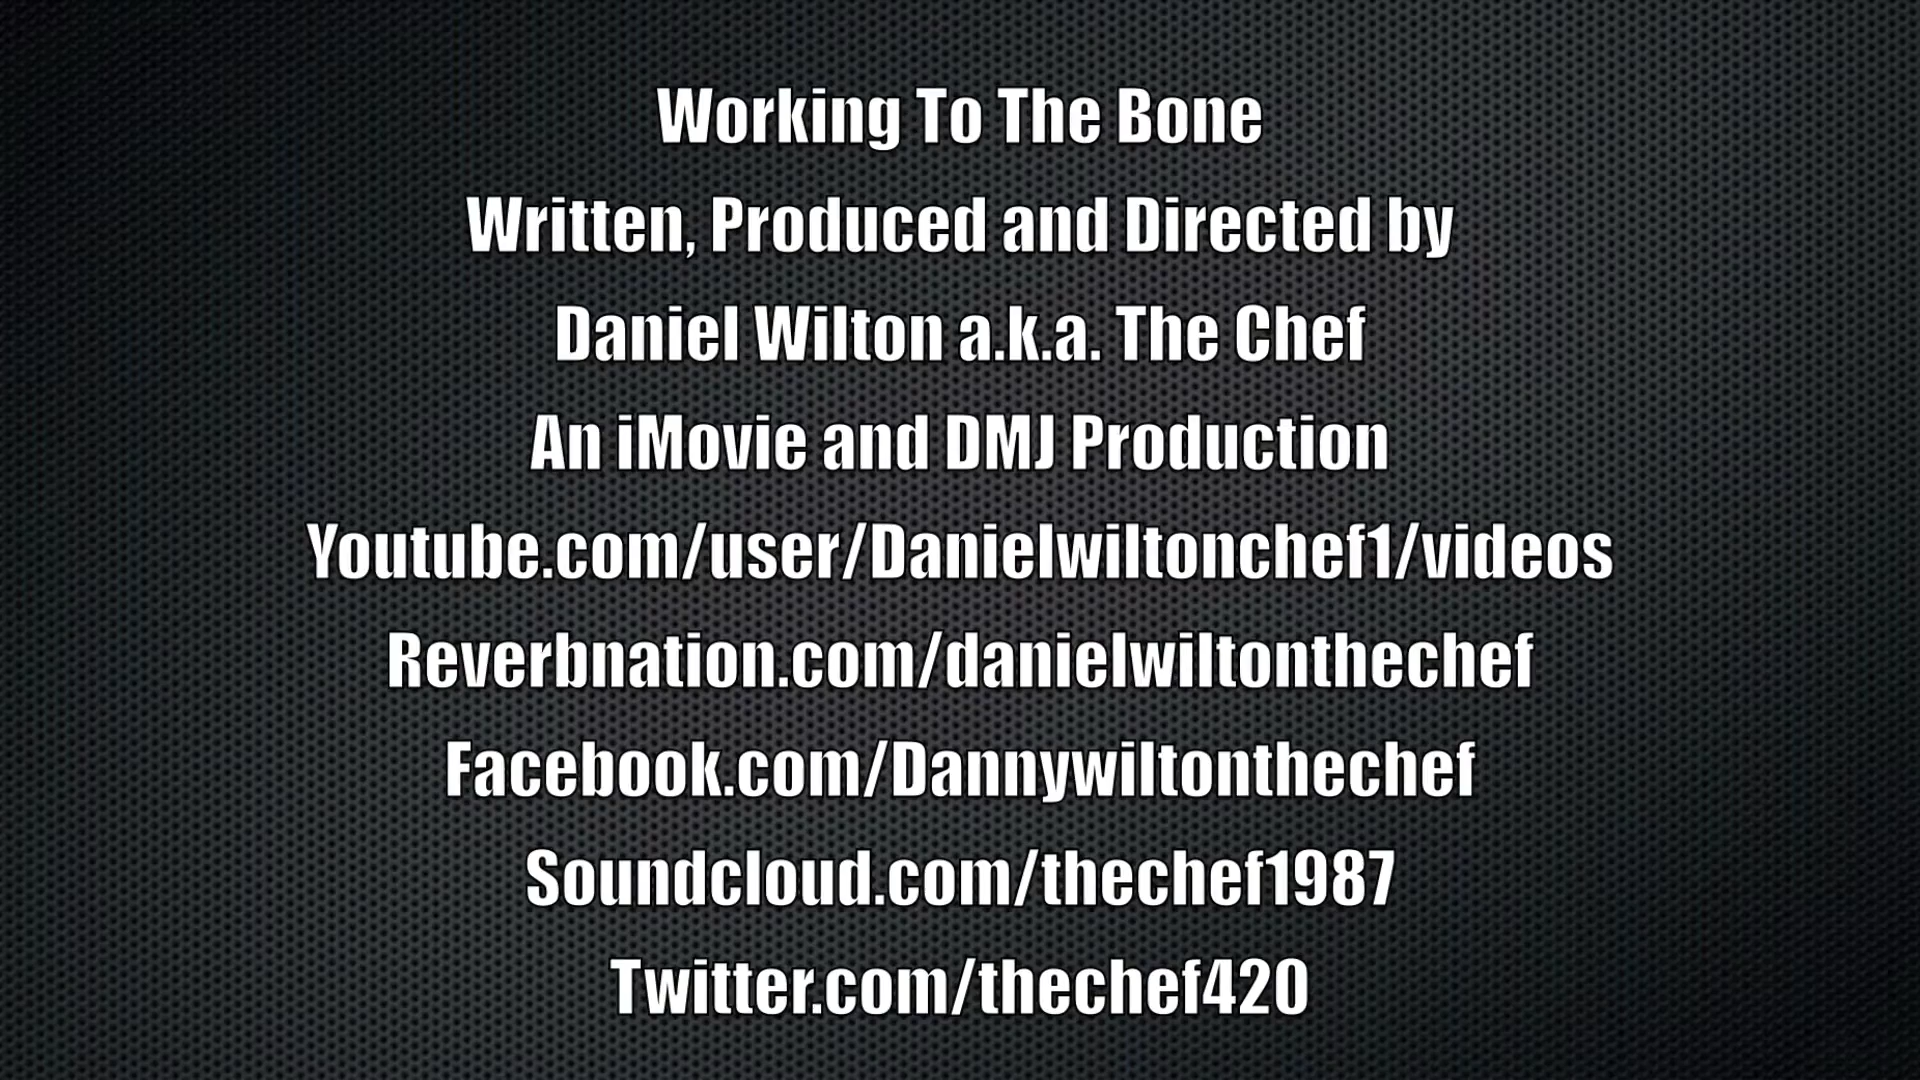 Working To The Bone
Written, Produced and Directed by
Daniel Wilton a.k.a. The Chef
An iMovie and DMJ Production
Youtube.com/user/Danielwiltonchef1/videos
Reverbnation.com/danielwiltonthechef
Facebook.com/Dannywiltonthechef
Soundcloud.com/thechef1987
Twitter.com/thechef420